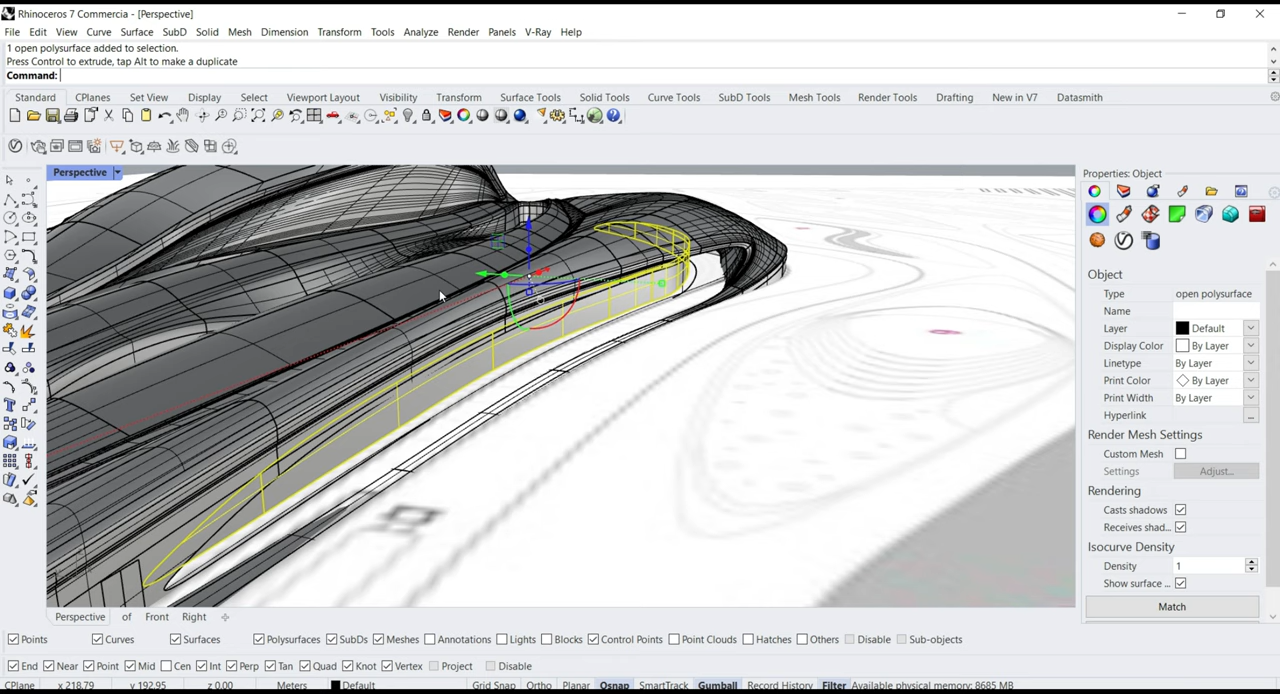 Rhinoceros 7 Commercia - [Perspective]
File Edit View Curve Surface SubD Solid Mesh Dimension Transform Tools Analyze Render Panels V-Ray Help
1 open polysurface added to selection.
Press Control to extrude, tap Alt to make a duplicate
Command:
Standard CPlanes Set View Display Select Viewport Layout Visibility Transform Surface Tools Solid Tools Curve Tools SubD Tools Mesh Tools Render Tools Drafting New in V7 Datasmith
Perspective
Properties: Object
Object
Type open polysurface
Name
Layer Default
Display Color By Layer
Linetype By Layer
Print Color By Layer
Print Width By Layer
Hyperlink ...
Render Mesh Settings
Custom Mesh
Settings Adjust...
Rendering
Casts shadows
Receives shad...
Isocurve Density
Density 1
Show surface ...
Match
Perspective of Front Right
Points Curves Surfaces Polysurfaces SubDs Meshes Annotations Lights Blocks Control Points Point Clouds Hatches Others Disable Sub-objects
End Near Point Mid Cen Int Perp Tan Quad Knot Vertex Project Disable
CPlane x 218.79 y 192.95 z 0.00 Meters Default Grid Snap Ortho Planar Osnap SmartTrack Gumball Record History Filter Available physical memory: 8685 MB